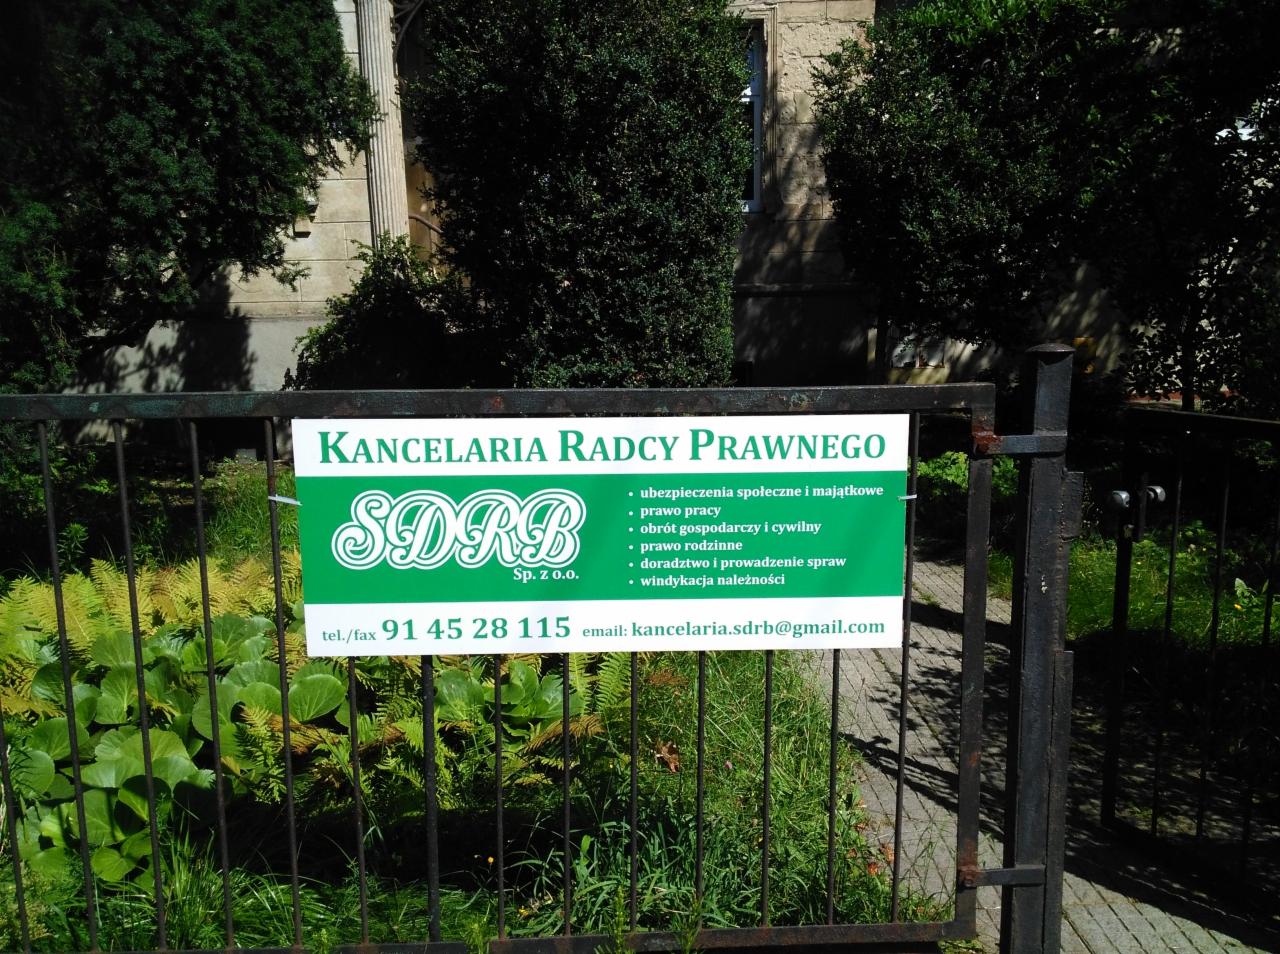 KANCELARIA RADCY PRAWNEGO
SDRB
Sp. z o.o.
• ubezpieczenia społeczne i majątkowe
• prawo pracy
• obrót gospodarczy i cywilny
• prawo rodzinne
• doradztwo i prowadzenie spraw
• windykacja należności
tel./fax 91 45 28 115 email: kancelaria.sdrb@gmail.com